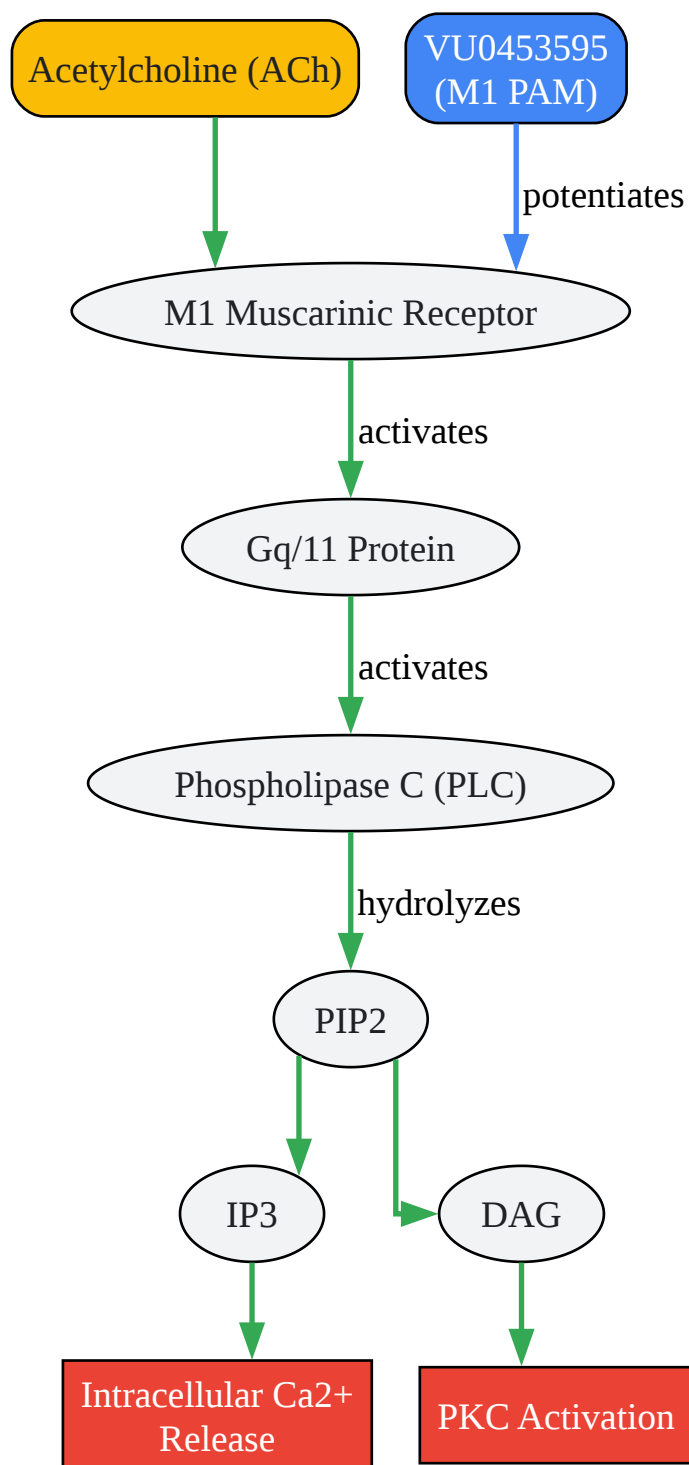 Acetylcholine (ACh)
VU0453595
(M1 PAM)
potentiates
M1 Muscarinic Receptor
activates
Gq/11 Protein
activates
Phospholipase C (PLC)
hydrolyzes
PIP2
IP3
DAG
Intracellular Ca2+
Release
PKC Activation